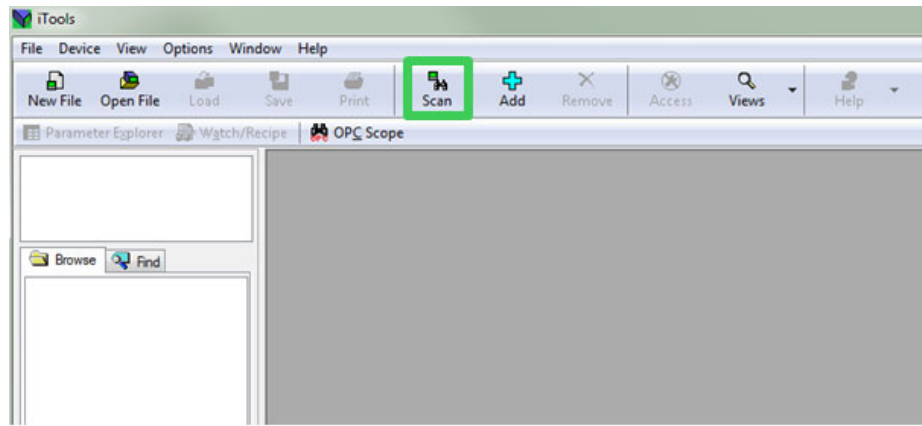 iTools
File Device View Options Window Help
New File Open File Load Save Print Scan Add Remove Access Views Help
Parameter Explorer Watch/Recipe OPC Scope
Browse Find